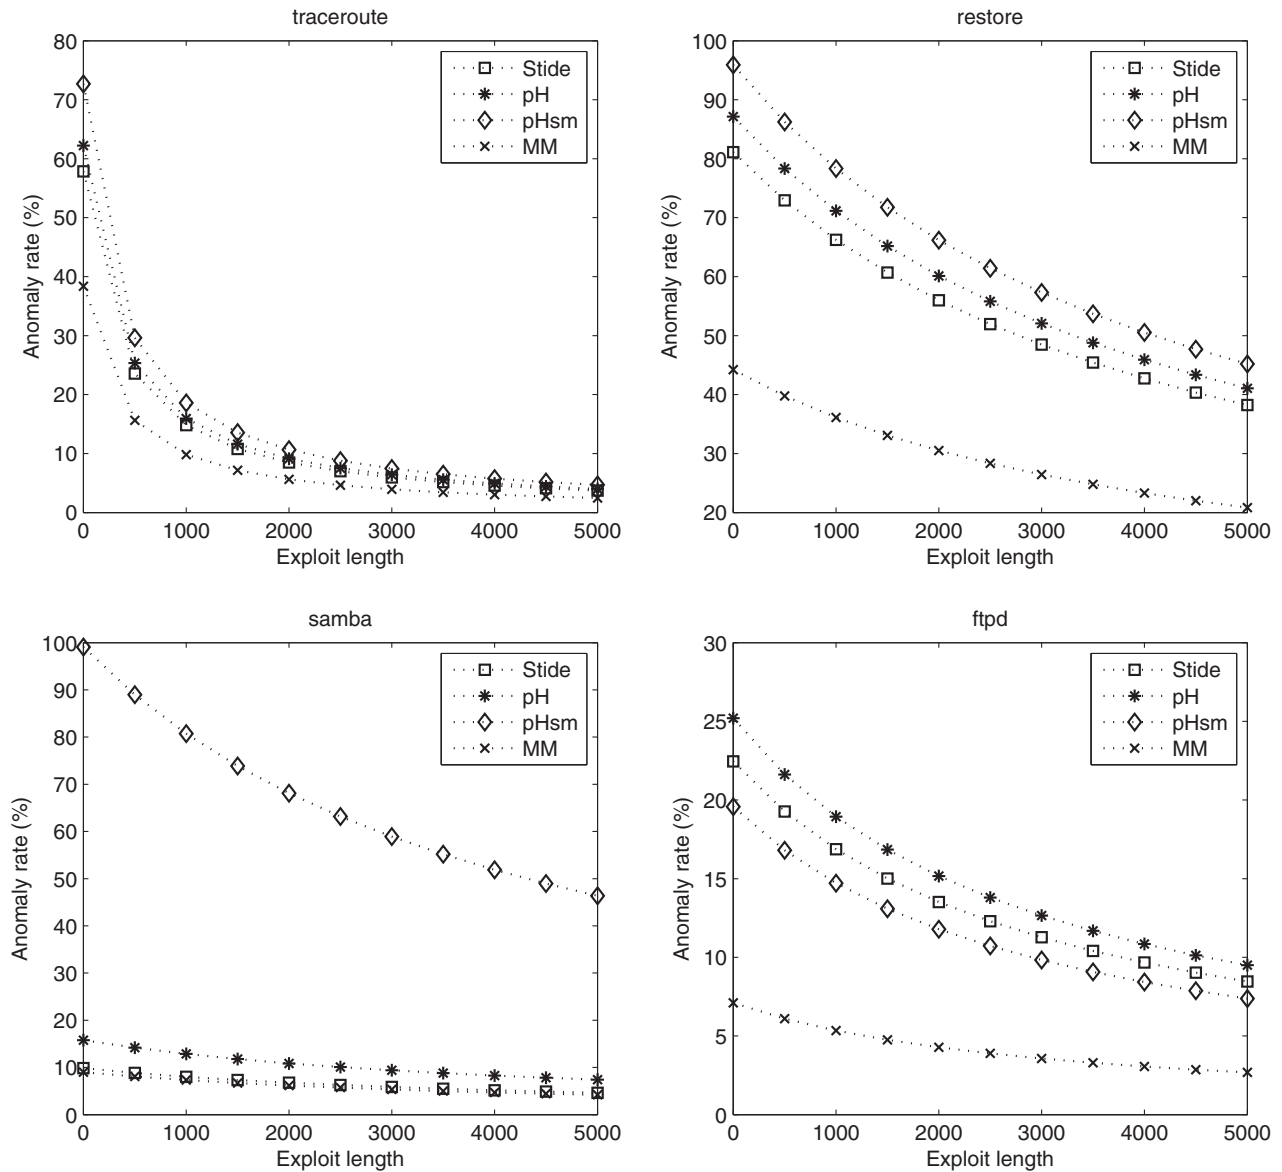 traceroute
80
70
60
50
40
30
20
10
0
Anomaly rate (%)
0 1000 2000 3000 4000 5000
Exploit length
Stide
pH
pHsm
MM
restore
100
90
80
70
60
50
40
30
20
Anomaly rate (%)
0 1000 2000 3000 4000 5000
Exploit length
Stide
pH
pHsm
MM
samba
100
90
80
70
60
50
40
30
20
10
0
Anomaly rate (%)
0 1000 2000 3000 4000 5000
Exploit length
Stide
pH
pHsm
MM
ftpd
30
25
20
15
10
5
0
Anomaly rate (%)
0 1000 2000 3000 4000 5000
Exploit length
Stide
pH
pHsm
MM